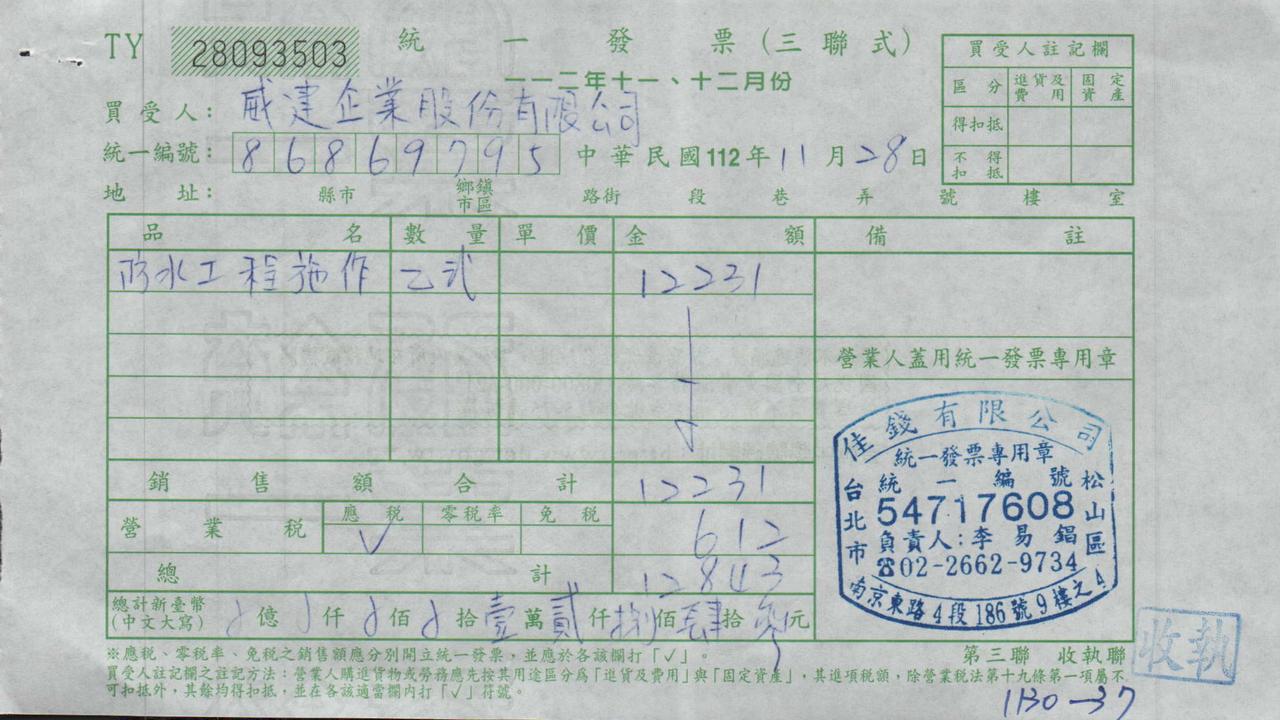 TY 28093503 統一發票(三聯式)
一一二年十一、十二月份
買受人註記欄
區分 進貨及費用 固定資產
得扣抵
不得扣抵
買受人: 威建企業股份有限公司
統一編號: 86869795 中華民國112年11月28日
地址: 縣市 鄉鎮市區 路街 段 巷 弄 號 樓 室
品名 數量 單價 金額 備註
防水工程施作 乙式 12231
營業人蓋用統一發票專用章
銷售額合計 12231
營業稅 應稅 ✓ 零稅率 免稅 612
總計 12843
總計新臺幣(中文大寫) 億 仟 佰 拾 壹萬 貳仟 捌佰 肆拾 元
佳錢有限公司
統一發票專用章
統一編號
54717608
負責人:李易錩
☎02-2662-9734
台北市松山區
南京東路4段186號9樓之4
※應稅、零稅率、免稅之銷售額應分別開立統一發票,並應於各該欄打「✓」。
第三聯 收執聯
收執
買受人註記欄之註記方法:營業人購進貨物或勞務應先按其用途區分為「進貨及費用」與「固定資產」,其進項稅額,除營業稅法第十九條第一項屬不
可扣抵外,其餘均得扣抵,並在各該適當欄內打「✓」符號。
1130-37